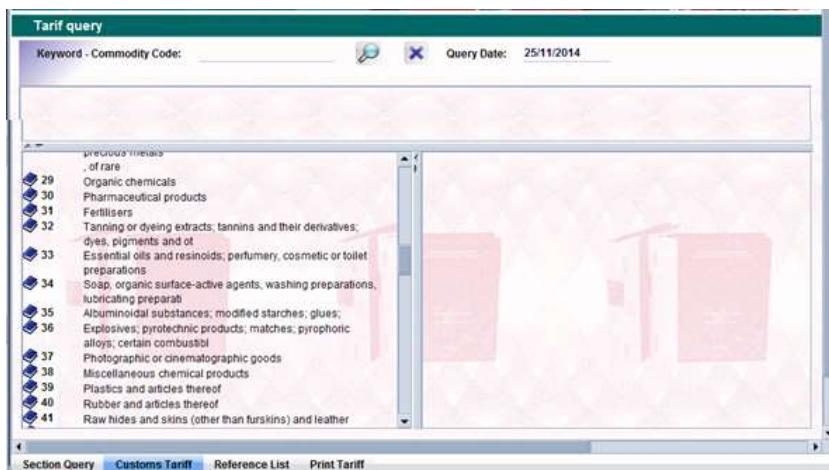 Tarif query
Keyword - Commodity Code:
Query Date: 25/11/2014
precious metals
, of rare
29 Organic chemicals
30 Pharmaceutical products
31 Fertilisers
32 Tanning or dyeing extracts; tannins and their derivatives;
dyes, pigments and ot
33 Essential oils and resinoids; perfumery, cosmetic or toilet
preparations
34 Soap, organic surface-active agents, washing preparations,
lubricating preparati
35 Albuminoidal substances; modified starches; glues;
36 Explosives; pyrotechnic products; matches; pyrophoric
alloys; certain combustibl
37 Photographic or cinematographic goods
38 Miscellaneous chemical products
39 Plastics and articles thereof
40 Rubber and articles thereof
41 Raw hides and skins (other than furskins) and leather
Section Query Customs Tariff Reference List Print Tariff